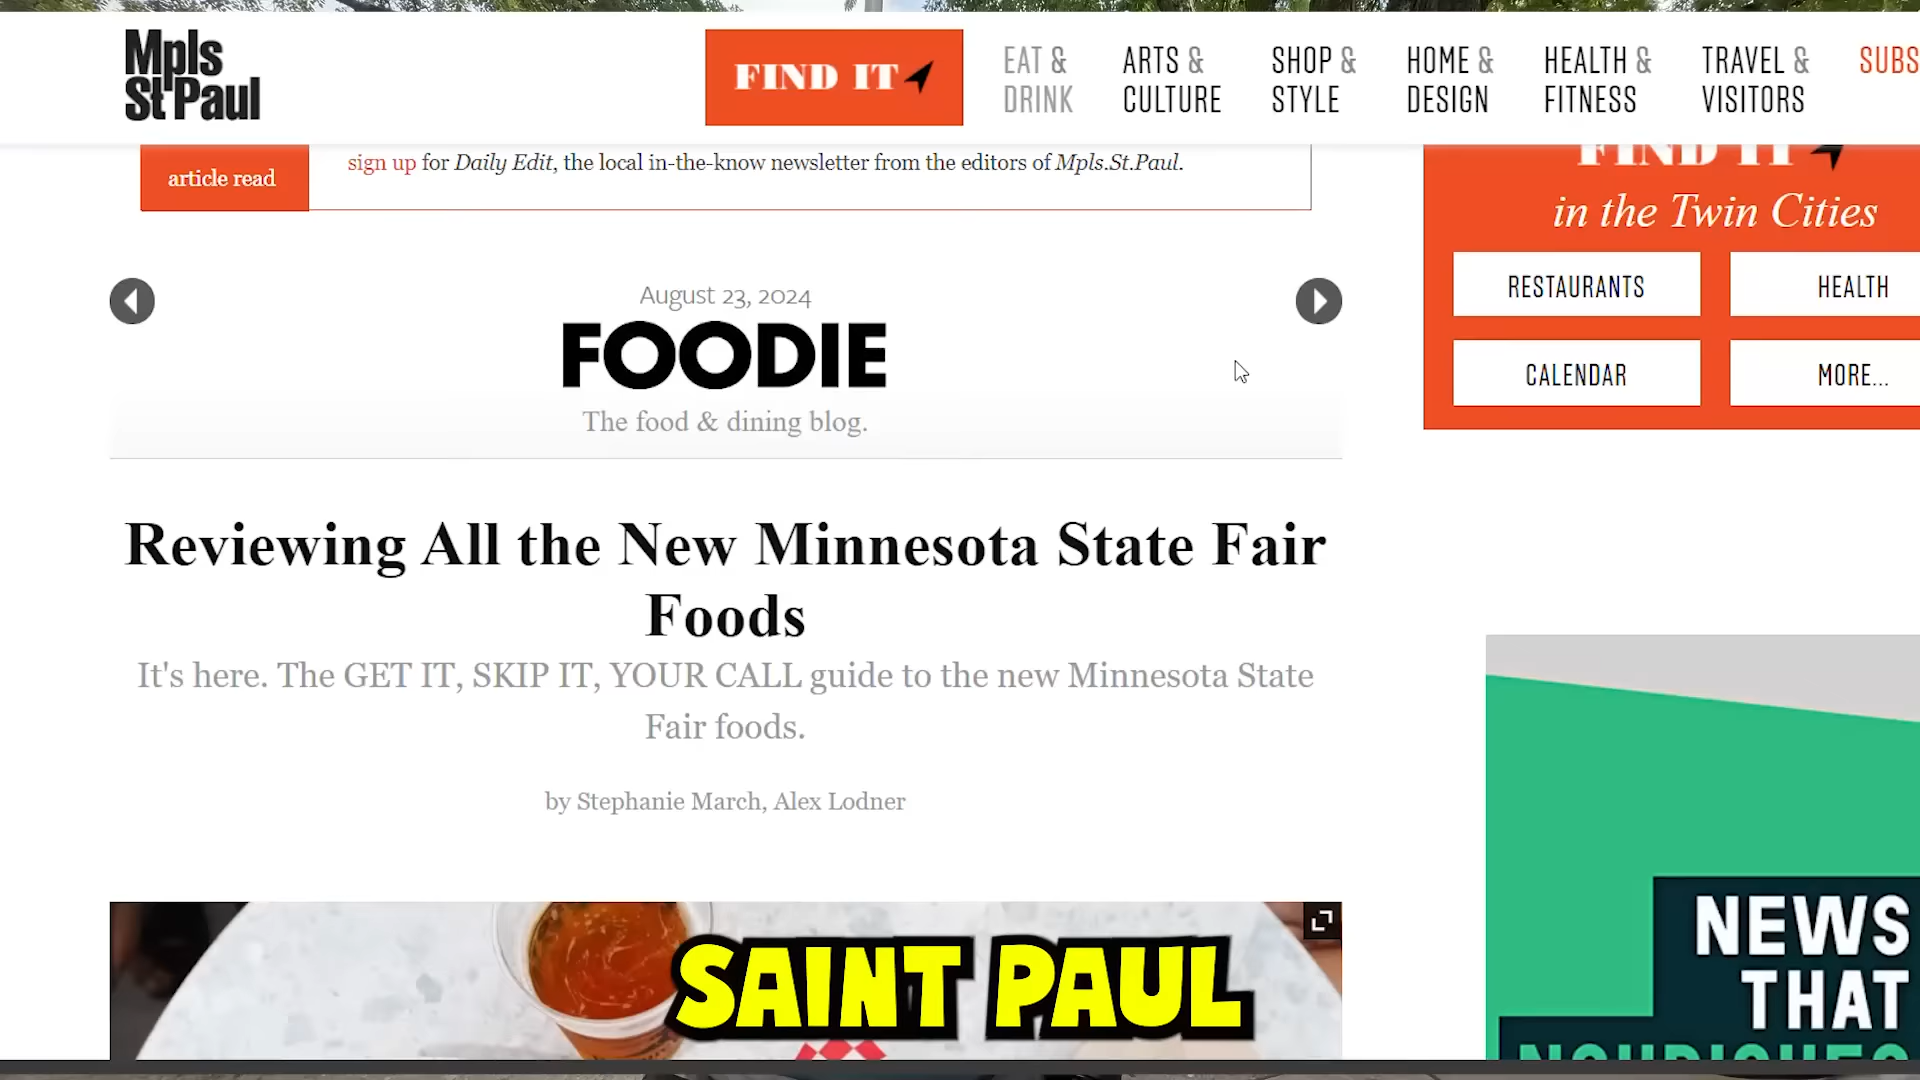 Mpls
St Paul
FIND IT
EAT &
DRINK
ARTS &
CULTURE
SHOP &
STYLE
HOME &
DESIGN
HEALTH &
FITNESS
TRAVEL &
VISITORS
SUBS
article read
sign up for Daily Edit, the local in-the-know newsletter from the editors of Mpls.St.Paul.
August 23, 2024
FOODIE
The food & dining blog.
Reviewing All the New Minnesota State Fair
Foods
It's here. The GET IT, SKIP IT, YOUR CALL guide to the new Minnesota State
Fair foods.
by Stephanie March, Alex Lodner
SAINT PAUL
FIND IT
in the Twin Cities
RESTAURANTS
HEALTH
CALENDAR
MORE...
NEWS
THAT